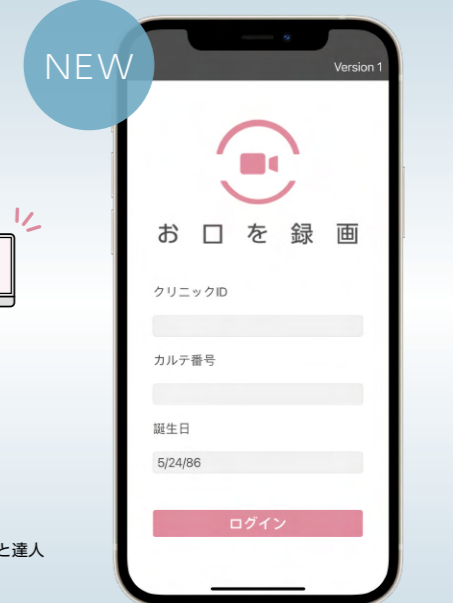 NEW
Version 1
お口を録画
クリニックID
カルテ番号
誕生日
5/24/86
ログイン
と達人